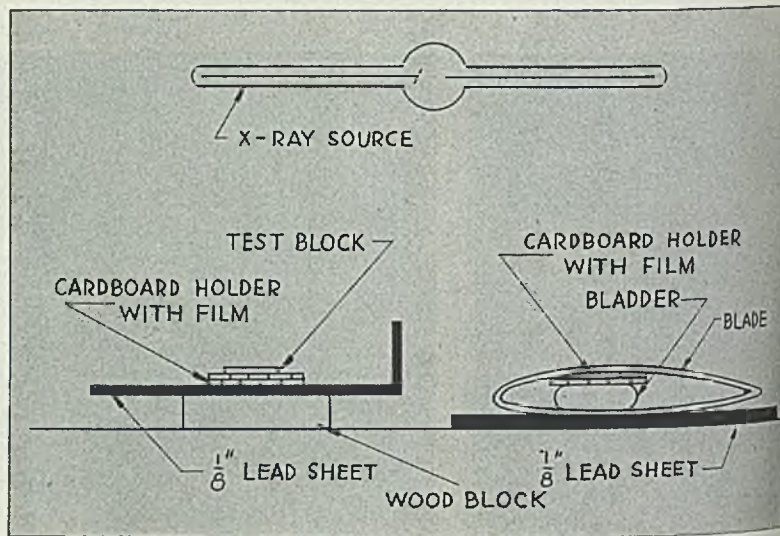 X-RAY SOURCE
TEST BLOCK
CARDBOARD HOLDER
WITH FILM
CARDBOARD HOLDER
WITH FILM
BLADDER
BLADE
1/8" LEAD SHEET
1/8" LEAD SHEET
WOOD BLOCK